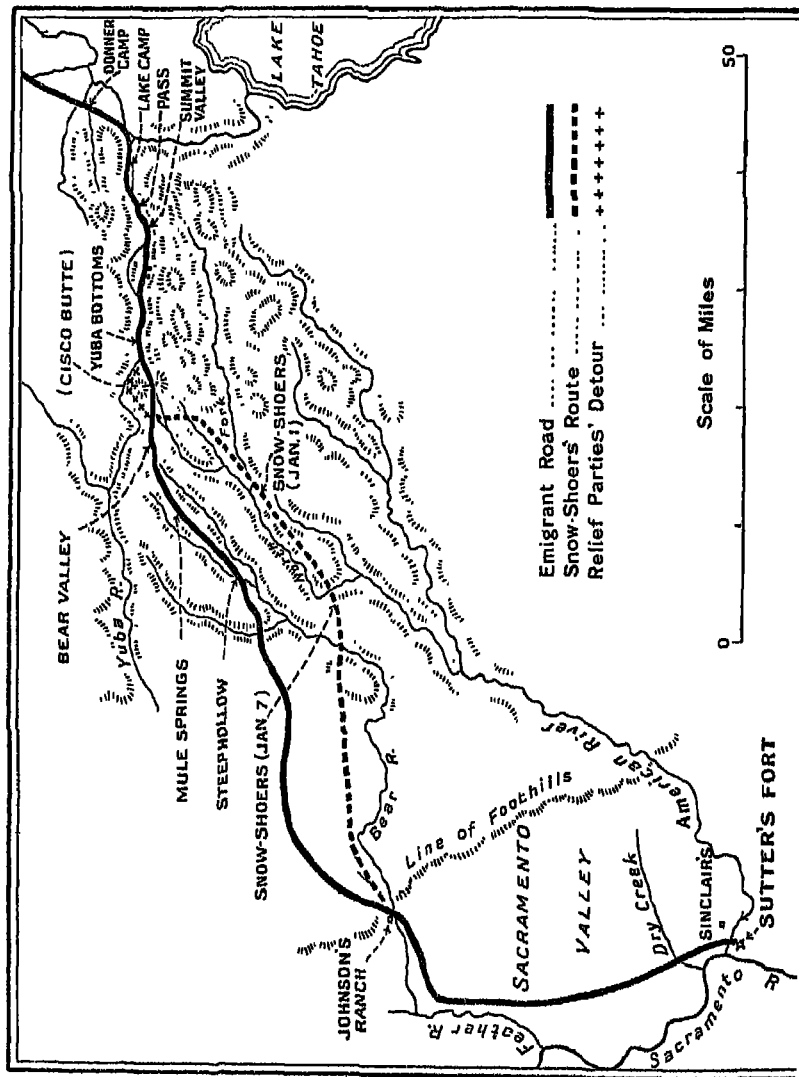 DONNER
CAMP
LAKE CAMP
PASS
SUMMIT
VALLEY
LAKE
TAHOE
(CISCO BUTTE)
YUBA BOTTOMS
BEAR VALLEY
Yuba R.
MULE SPRINGS
STEEPHOLLOW
SNOW-SHOERS (JAN. 7)
North
Fork
SNOW-SHOERS
(JAN. 1)
JOHNSON'S
RANCH
Bear R.
Line of Foothills
American River
Feather R.
SACRAMENTO
VALLEY
Dry Creek
SINCLAIR'S
SUTTER'S FORT
Sacramento R
Emigrant Road
Snow-Shoers' Route
Relief Parties' Detour
Scale of Miles
0 50